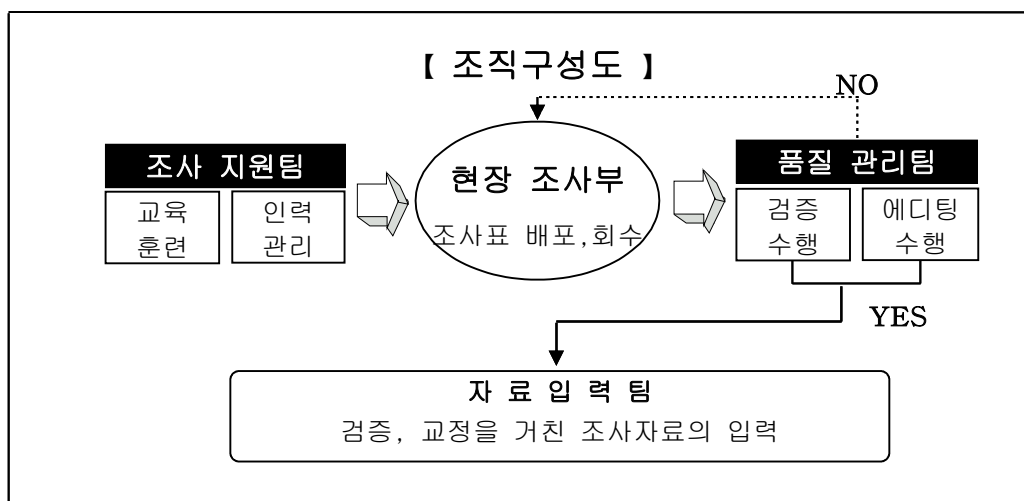 【 조직구성도 】
NO
조사 지원팀
교육
훈련
인력
관리
현장 조사부
조사표 배포,회수
품질 관리팀
검증
수행
에디팅
수행
YES
자 료 입 력 팀
검증, 교정을 거친 조사자료의 입력